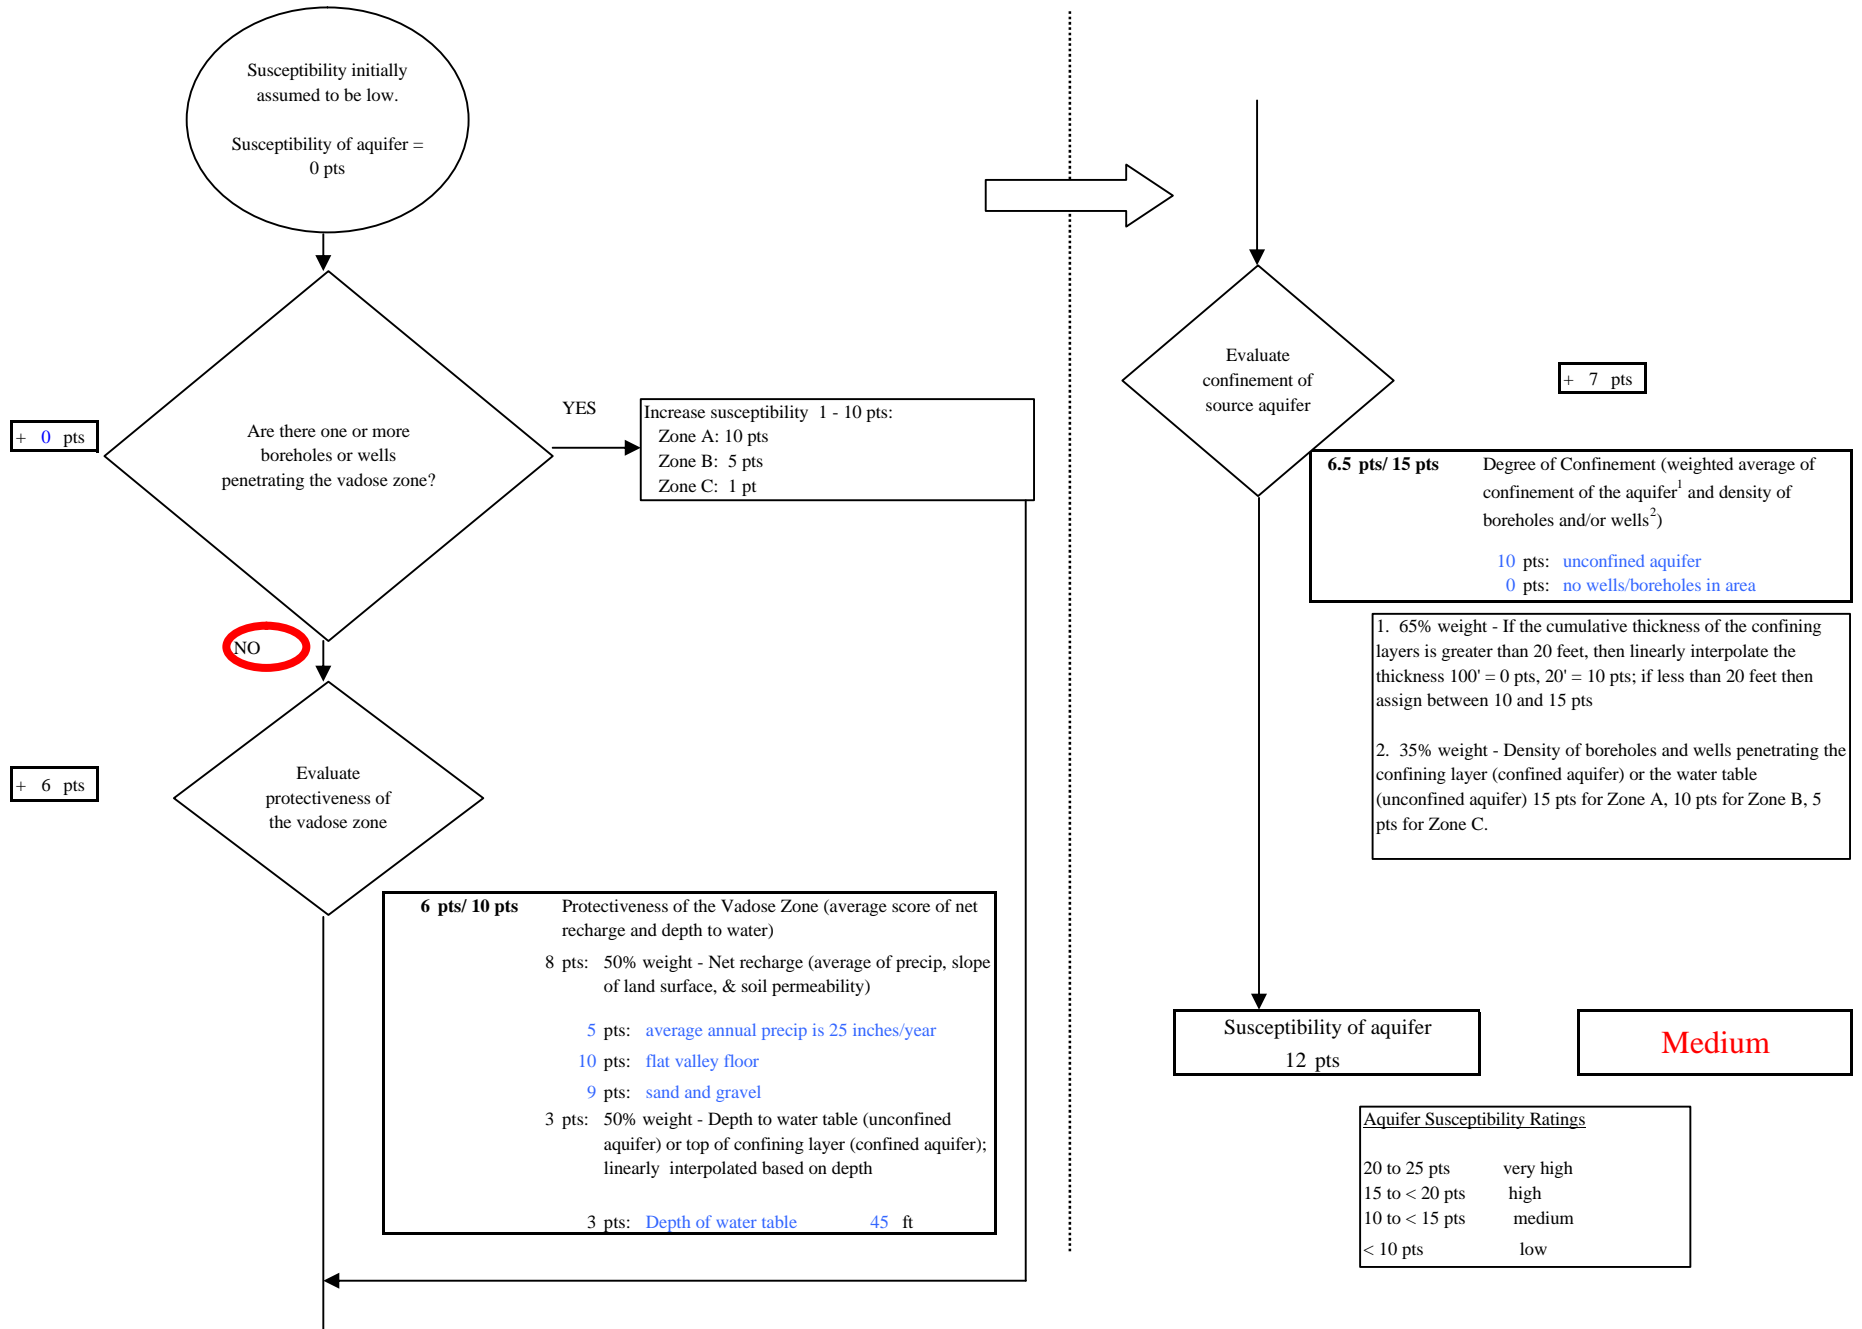 Susceptibility initially
assumed to be low.
Susceptibility of aquifer =
0 pts
Are there one or more
boreholes or wells
penetrating the vadose zone?
+ 0 pts
YES
Increase susceptibility 1 - 10 pts:
Zone A: 10 pts
Zone B: 5 pts
Zone C: 1 pt
NO
Evaluate
protectiveness of
the vadose zone
+ 6 pts
6 pts/ 10 pts Protectiveness of the Vadose Zone (average score of net
recharge and depth to water)
8 pts: 50% weight - Net recharge (average of precip, slope
of land surface, & soil permeability)
5 pts: average annual precip is 25 inches/year
10 pts: flat valley floor
9 pts: sand and gravel
3 pts: 50% weight - Depth to water table (unconfined
aquifer) or top of confining layer (confined aquifer);
linearly interpolated based on depth
3 pts: Depth of water table 45 ft
Evaluate
confinement of
source aquifer
+ 7 pts
6.5 pts/ 15 pts Degree of Confinement (weighted average of
confinement of the aquifer¹ and density of
boreholes and/or wells²)
10 pts: unconfined aquifer
0 pts: no wells/boreholes in area
1. 65% weight - If the cumulative thickness of the confining
layers is greater than 20 feet, then linearly interpolate the
thickness 100' = 0 pts, 20' = 10 pts; if less than 20 feet then
assign between 10 and 15 pts
2. 35% weight - Density of boreholes and wells penetrating the
confining layer (confined aquifer) or the water table
(unconfined aquifer) 15 pts for Zone A, 10 pts for Zone B, 5
pts for Zone C.
Susceptibility of aquifer
12 pts
Medium
Aquifer Susceptibility Ratings
20 to 25 pts very high
15 to < 20 pts high
10 to < 15 pts medium
< 10 pts low